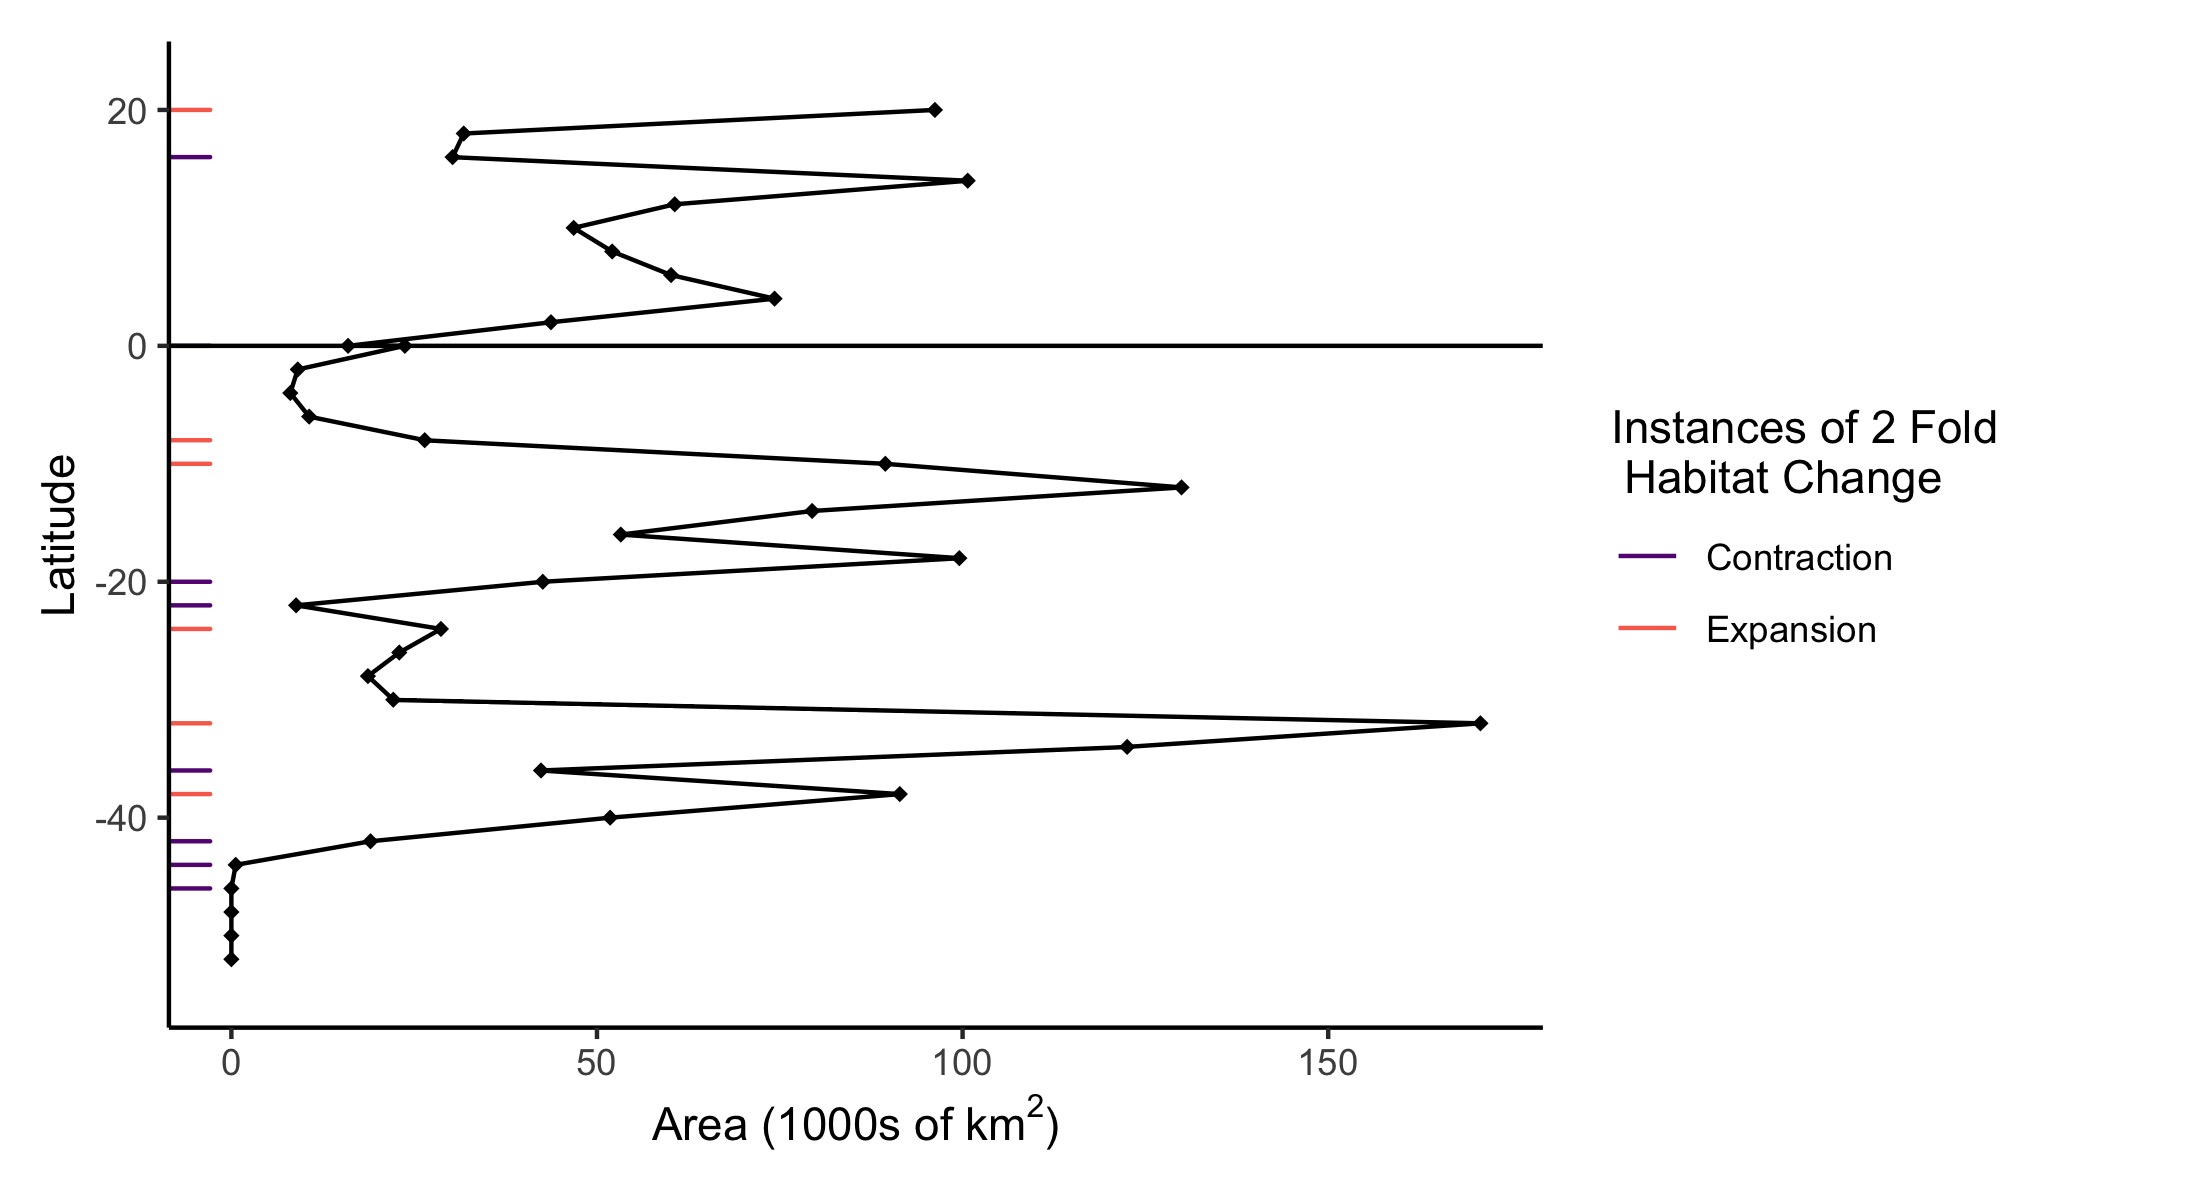 20
0
-20
-40
Latitude
0 50 100 150
Area (1000s of km²)
Instances of 2 Fold
Habitat Change
Contraction
Expansion